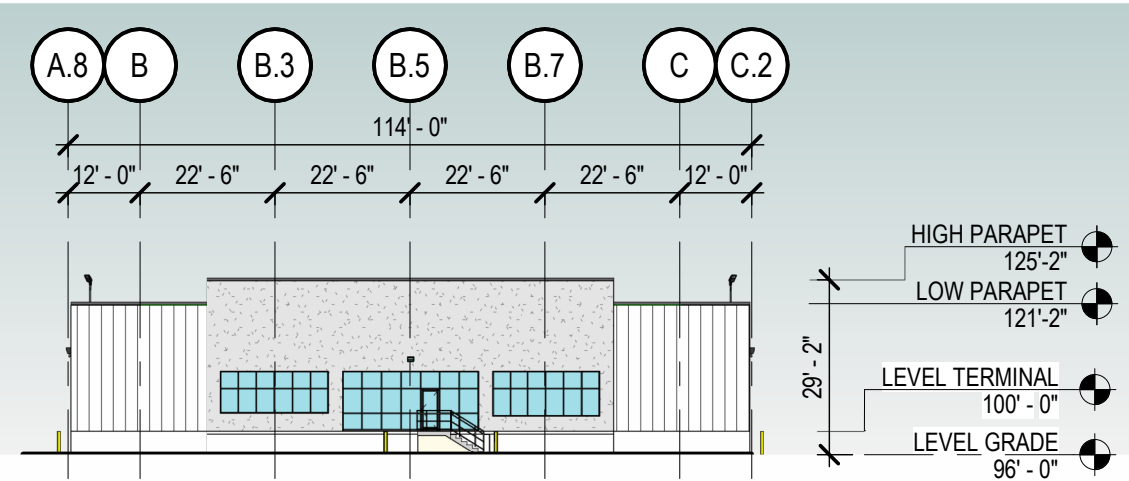 A.8 B B.3 B.5 B.7 C C.2
114' - 0"
12' - 0" 22' - 6" 22' - 6" 22' - 6" 22' - 6" 12' - 0"
HIGH PARAPET
125'-2"
LOW PARAPET
121'-2"
29' - 2"
LEVEL TERMINAL
100' - 0"
LEVEL GRADE
96' - 0"